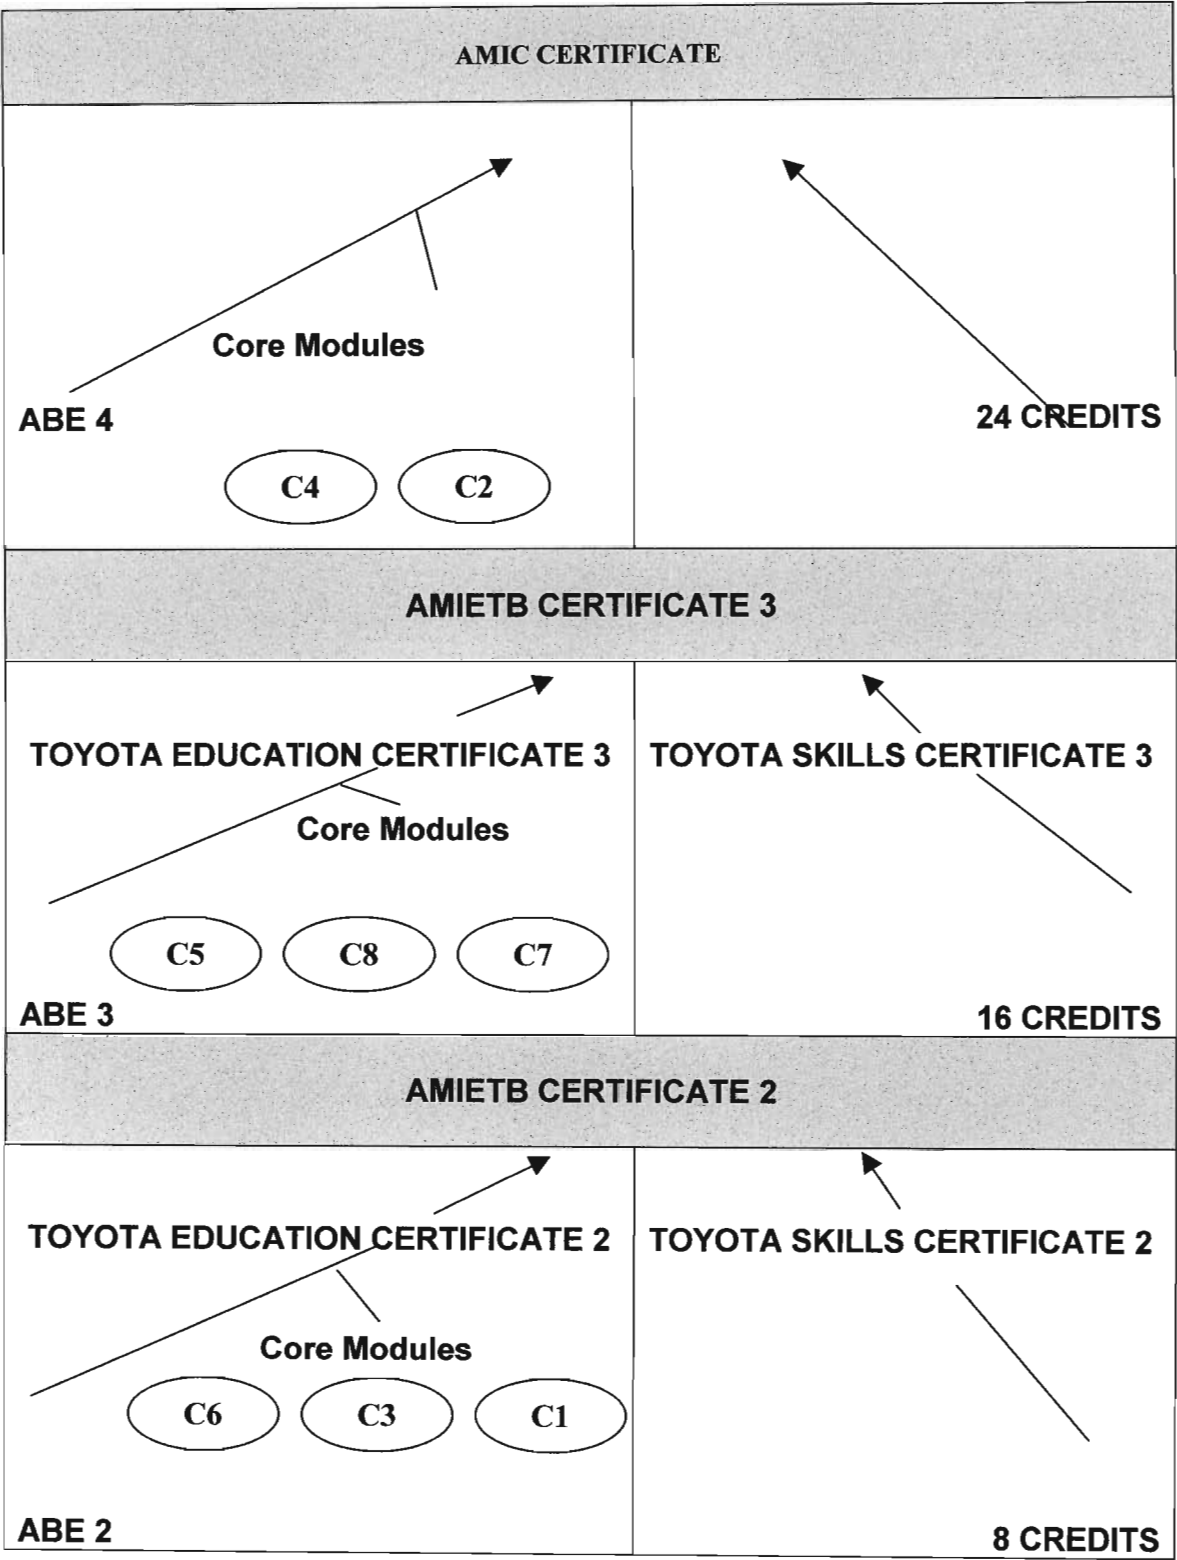 AMIC CERTIFICATE
Core Modules
ABE 4
24 CREDITS
C4
C2
AMIETB CERTIFICATE 3
TOYOTA EDUCATION CERTIFICATE 3
TOYOTA SKILLS CERTIFICATE 3
Core Modules
C5
C8
C7
ABE 3
16 CREDITS
AMIETB CERTIFICATE 2
TOYOTA EDUCATION CERTIFICATE 2
TOYOTA SKILLS CERTIFICATE 2
Core Modules
C6
C3
C1
ABE 2
8 CREDITS